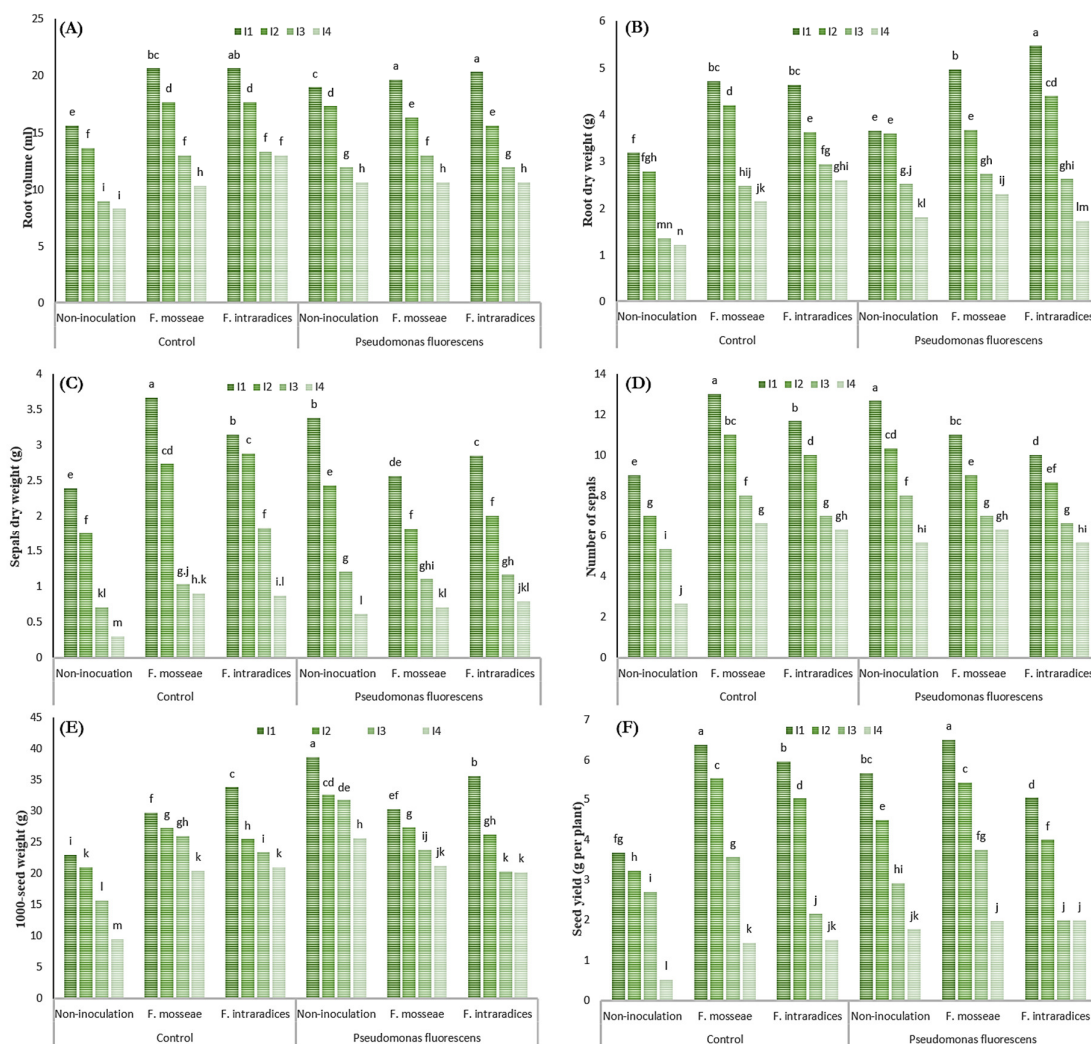 (A)
I1 I2 I3 I4
Root volume (ml)
25
20
15
10
5
0
e f i i bc d f h ab d f f c d g h a e f h a e g h
Non-inoculation F. mosseae F. intraradices Non-inoculation F. mosseae F. intraradices
Control Pseudomonas fluorescens
(B)
I1 I2 I3 I4
Root dry weight (g)
6
5
4
3
2
1
0
f fgh mn n bc d hij jk bc e fg ghi e e g.j kl b e gh ij a cd ghi lm
Non-inoculation F. mosseae F. intraradices Non-inoculation F. mosseae F. intraradices
Control Pseudomonas fluorescens
(C)
I1 I2 I3 I4
Sepals dry weight (g)
4
3.5
3
2.5
2
1.5
1
0.5
0
e f kl m a cd g.j h.k b c f i.l b e g l de f ghi kl c f gh jkl
Non-inocuation F. mosseae F. intraradices Non-inocuation F. mosseae F. intraradices
Control Pseudomonas fluorescens
(D)
I1 I2 I3 I4
Number of sepals
14
12
10
8
6
4
2
0
e g i j a bc f g b d g gh a cd f hi bc e g gh d ef g hi
Non-inoculation F. mosseae F. intraradices Non-inoculation F. mosseae F. intraradices
Control Pseudomonas fluorescens
(E)
I1 I2 I3 I4
1000-seed weight (g)
45
40
35
30
25
20
15
10
5
0
i k l m f g gh k c h i k a cd de h ef g ij jk b gh k k
Non-inoculation F. mosseae F. intraradices Non-inoculation F. mosseae F. intraradices
Control Pseudomonas fluorescens
(F)
I1 I2 I3 I4
Seed yield (g per plant)
7
6
5
4
3
2
1
0
fg h i l a c f k b d j jk bc e hi jk a c fg j d f j j
Non-inoculation F. mosseae F. intraradices Non-inoculation F. mosseae F. intraradices
Control Pseudomonas fluorescens